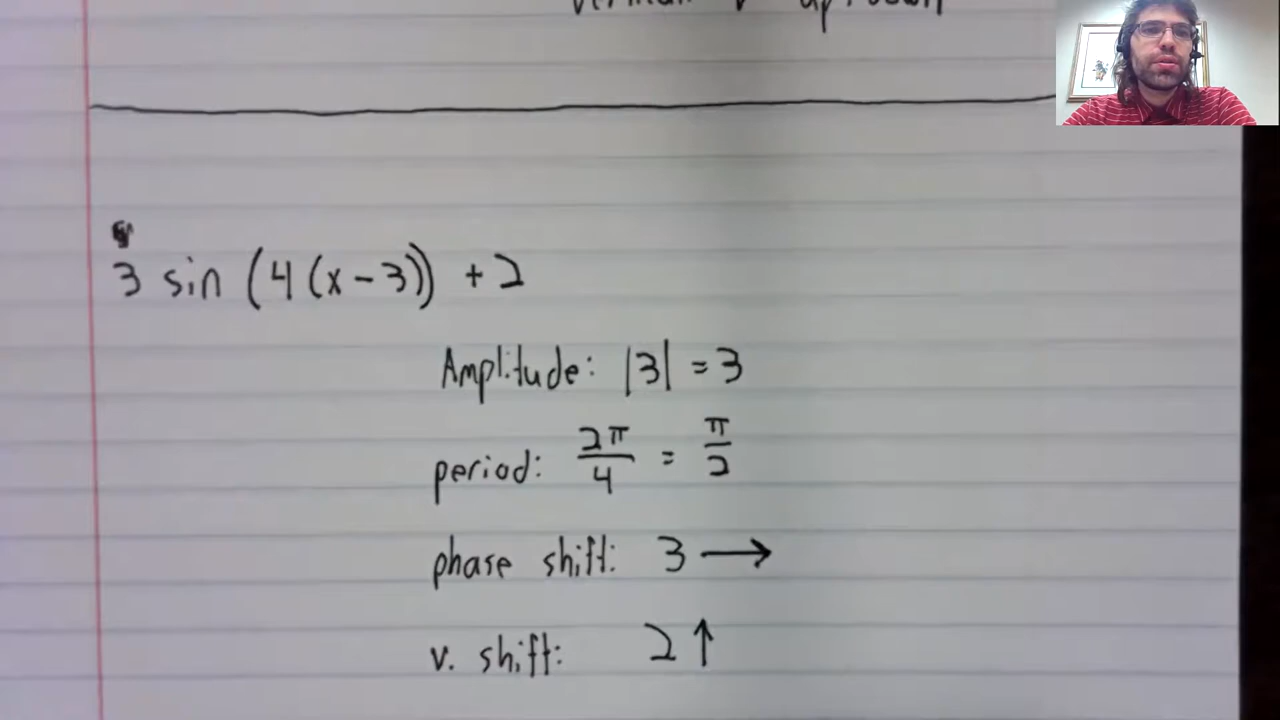 3 sin (4(x-3)) +2
Amplitude: |3| = 3
period: 2π/4 = π/2
phase shift: 3 →
v. shift: 2 ↑